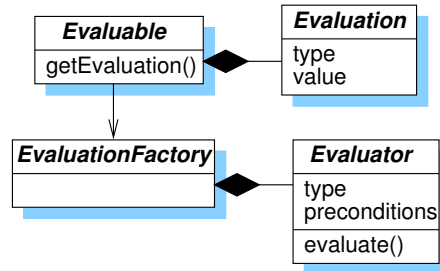 Evaluable
getEvaluation()
Evaluation
type
value
EvaluationFactory
Evaluator
type
preconditions
evaluate()